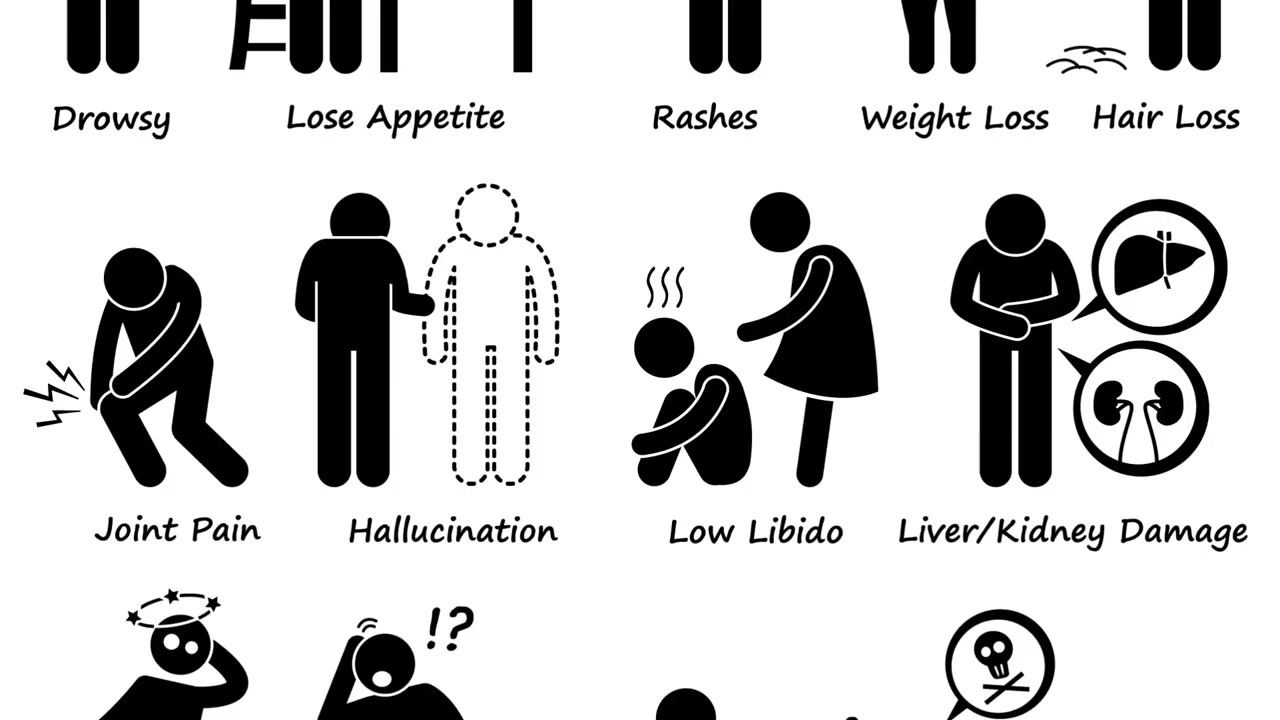 Drowsy
Lose Appetite
Rashes
Weight Loss
Hair Loss
Joint Pain
Hallucination
Low Libido
Liver/Kidney Damage
!?